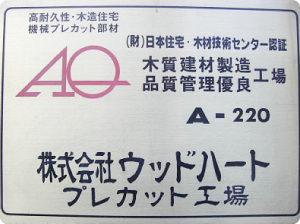 高耐久性・木造住宅
機械プレカット部材
AQ
(財)日本住宅・木材技術センター認証
木質建材製造
品質管理優良
工場
A-220
株式会社ウッドハート
プレカット工場